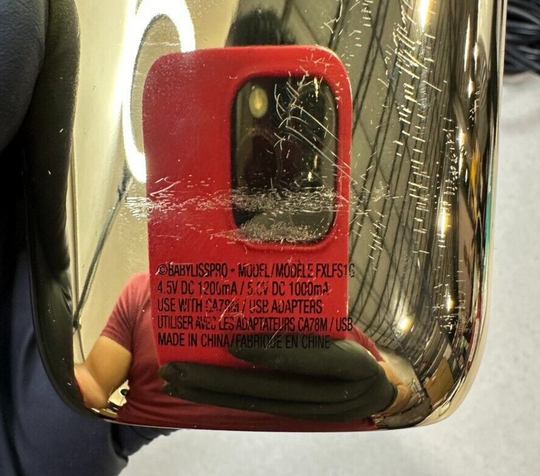 ©BABYLISSPRO - MODEL/MODÈLE FXLFS1G
4.5V DC 1200mA / 5.0V DC 1000mA
USE WITH CA78M / USB ADAPTERS
UTILISER AVEC LES ADAPTATEURS CA78M / USB
MADE IN CHINA/FABRIQUÉ EN CHINE